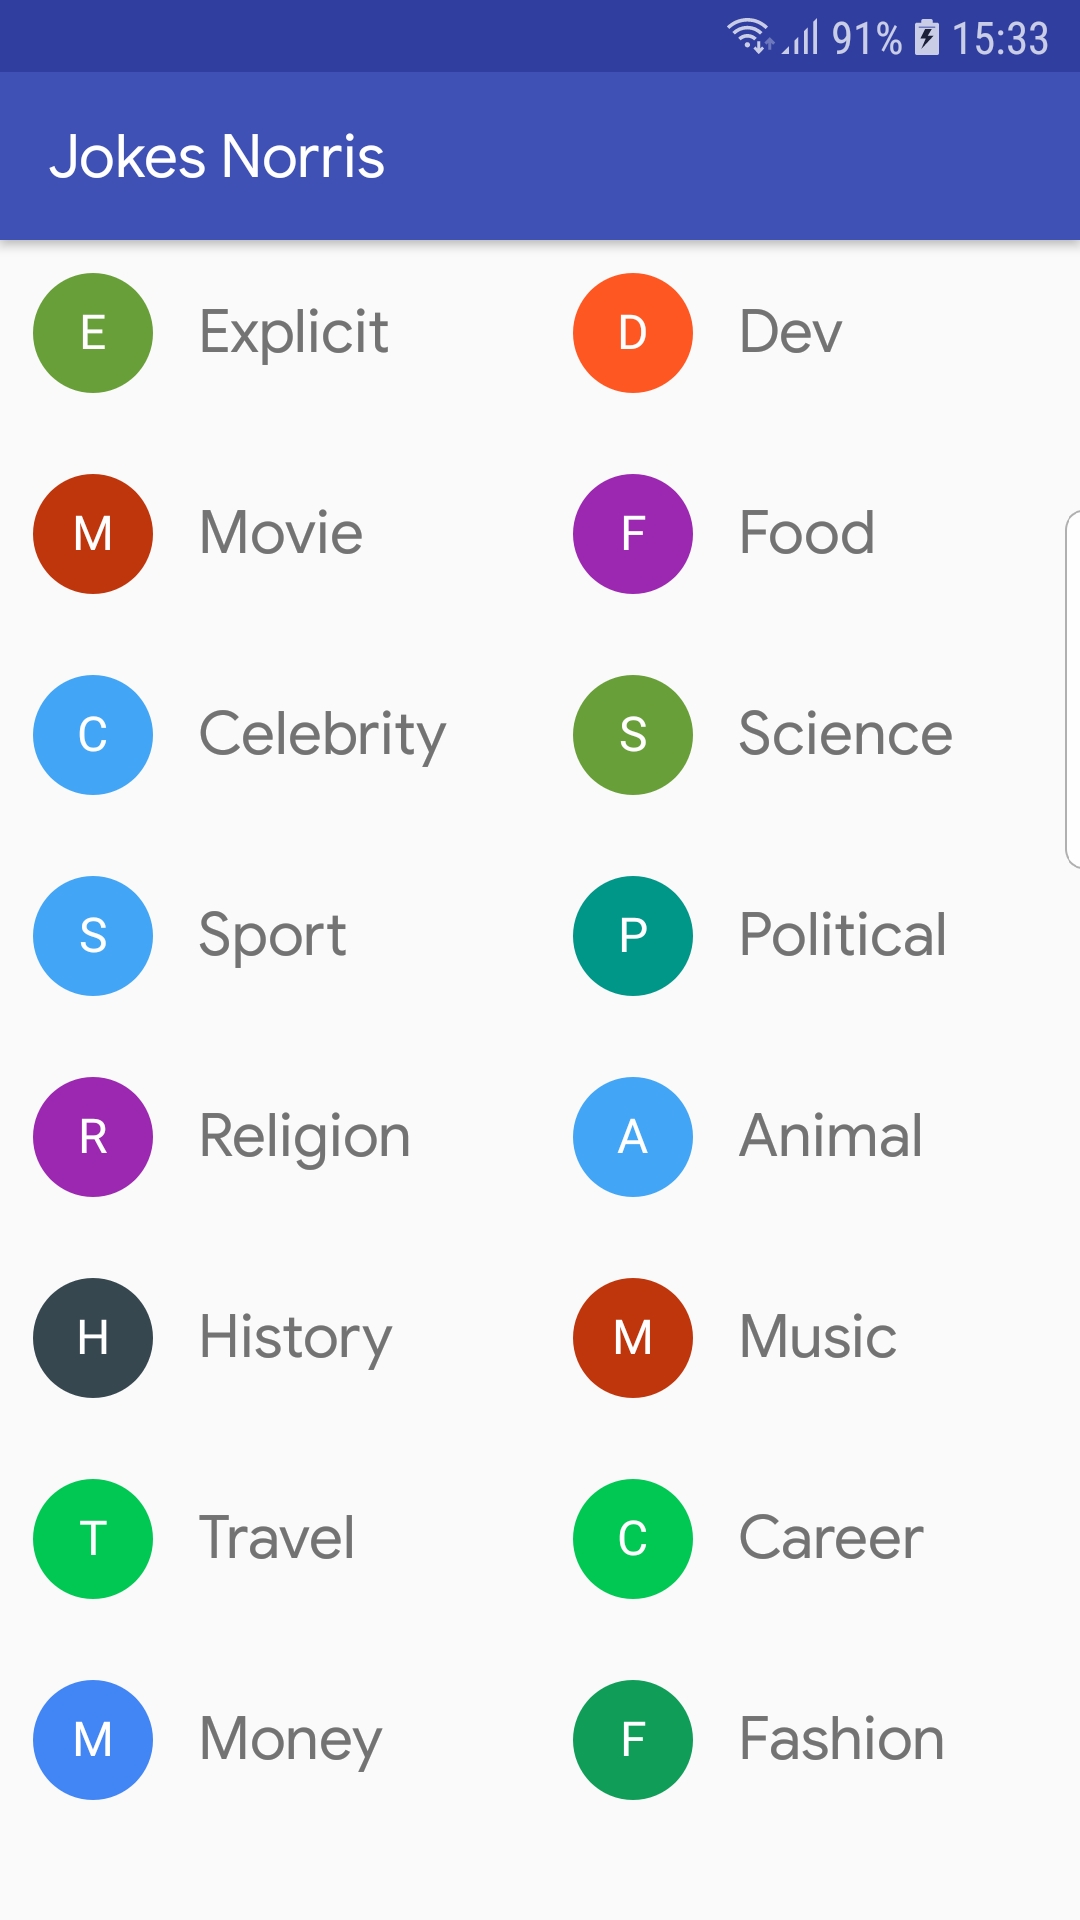 91% 15:33
Jokes Norris
E Explicit D Dev
M Movie F Food
C Celebrity S Science
S Sport P Political
R Religion A Animal
H History M Music
T Travel C Career
M Money F Fashion